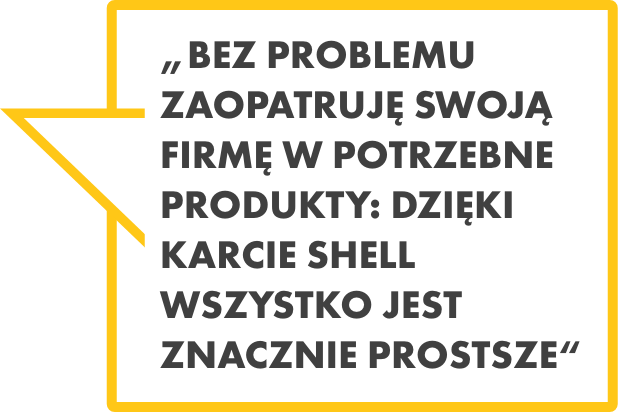 „BEZ PROBLEMU
ZAOPATRUJĘ SWOJĄ
FIRMĘ W POTRZEBNE
PRODUKTY: DZIĘKI
KARCIE SHELL
WSZYSTKO JEST
ZNACZNIE PROSTSZE“